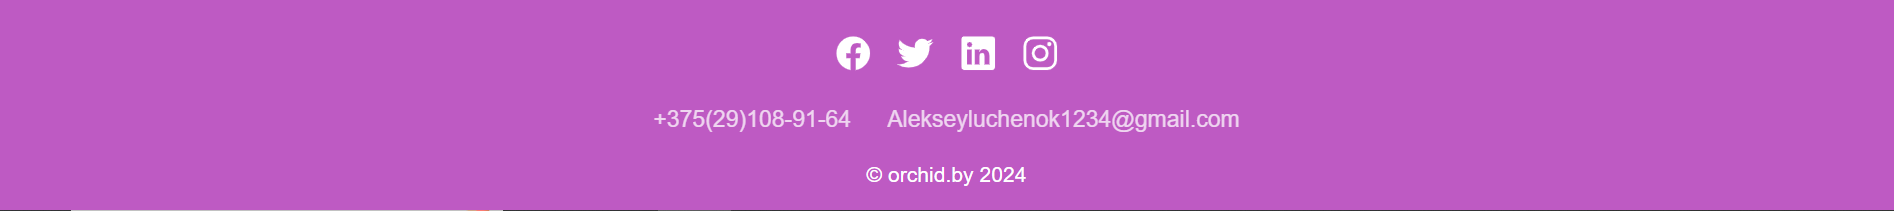 +375(29)108-91-64 Alekseyluchenok1234@gmail.com
© orchid.by 2024